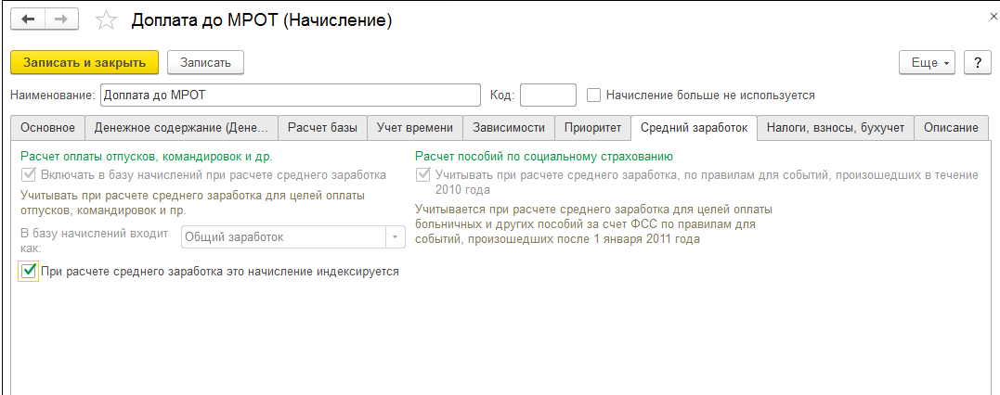 Доплата до МРОТ (Начисление)
Записать и закрыть
Записать
Еще
?
Наименование: Доплата до МРОТ
Код:
Начисление больше не используется
Основное
Денежное содержание (Дене...
Расчет базы
Учет времени
Зависимости
Приоритет
Средний заработок
Налоги, взносы, бухучет
Описание
Расчет оплаты отпусков, командировок и др.
Включать в базу начислений при расчете среднего заработка
Учитывать при расчете среднего заработка для целей оплаты
отпусков, командировок и пр.
В базу начислений входит
как:
Общий заработок
При расчете среднего заработка это начисление индексируется
Расчет пособий по социальному страхованию
Учитывать при расчете среднего заработка, по правилам для событий, произошедших в течение
2010 года
Учитывается при расчете среднего заработка для целей оплаты
больничных и других пособий за счет ФСС по правилам для
событий, произошедших после 1 января 2011 года